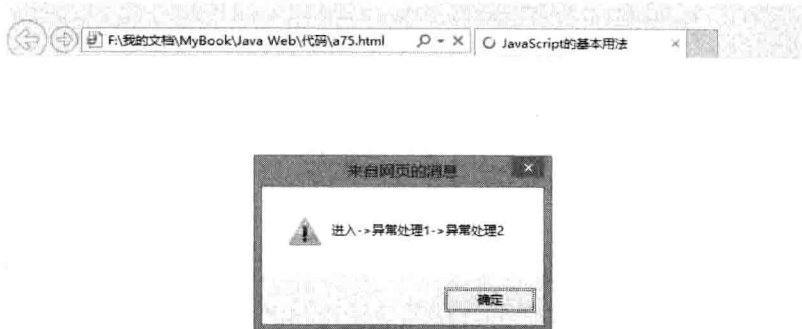 F:\我的文档\MyBook\Java Web\代码\a75.html
JavaScript的基本用法
来自网页的消息
进入->异常处理1->异常处理2
确定